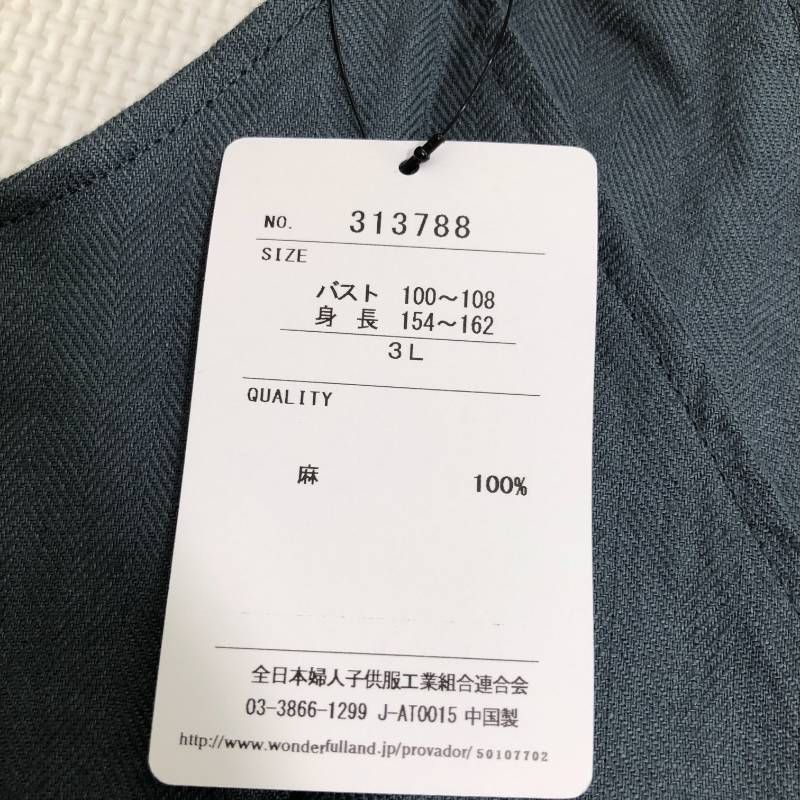 NO. 313788
SIZE
バスト 100～108
身長 154～162
3L
QUALITY
麻 100%
全日本婦人子供服工業組合連合会
03-3866-1299 J-AT0015 中国製
http://www.wonderfulland.jp/provador/ 50107702